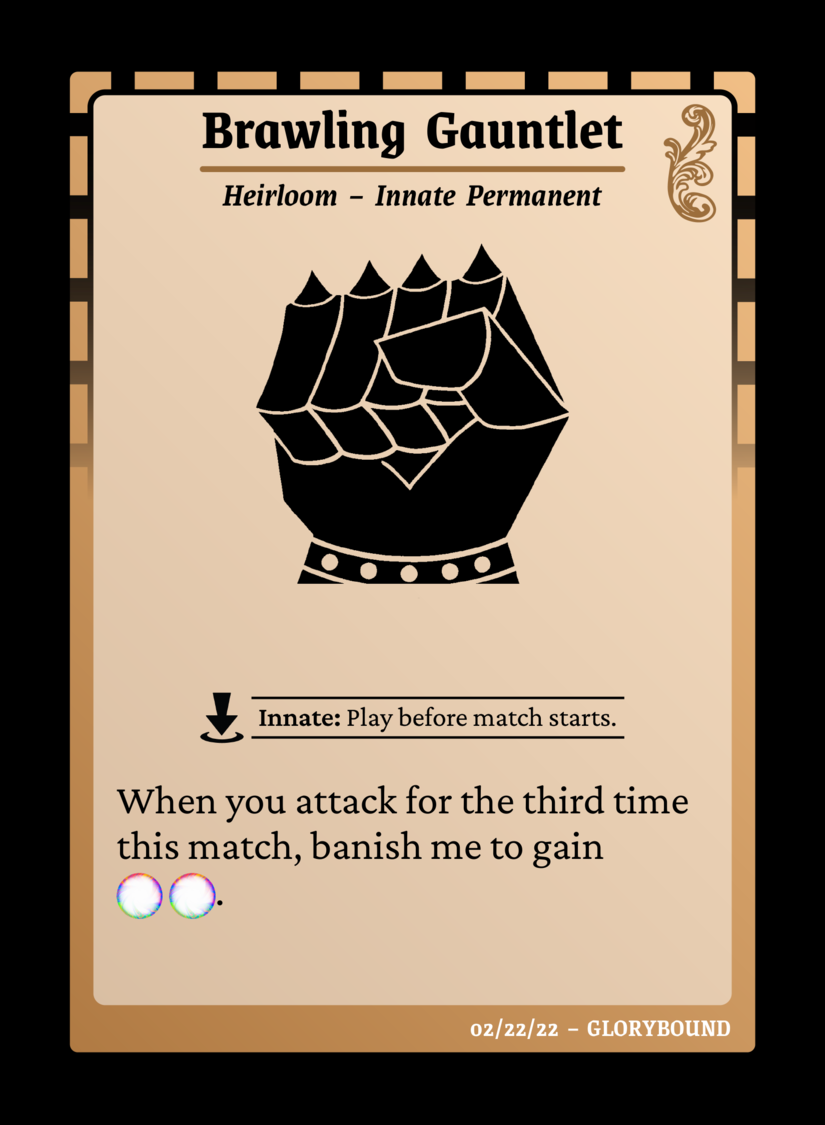 Brawling Gauntlet
Heirloom – Innate Permanent
Innate: Play before match starts.
When you attack for the third time
this match, banish me to gain
.
02/22/22 – GLORYBOUND